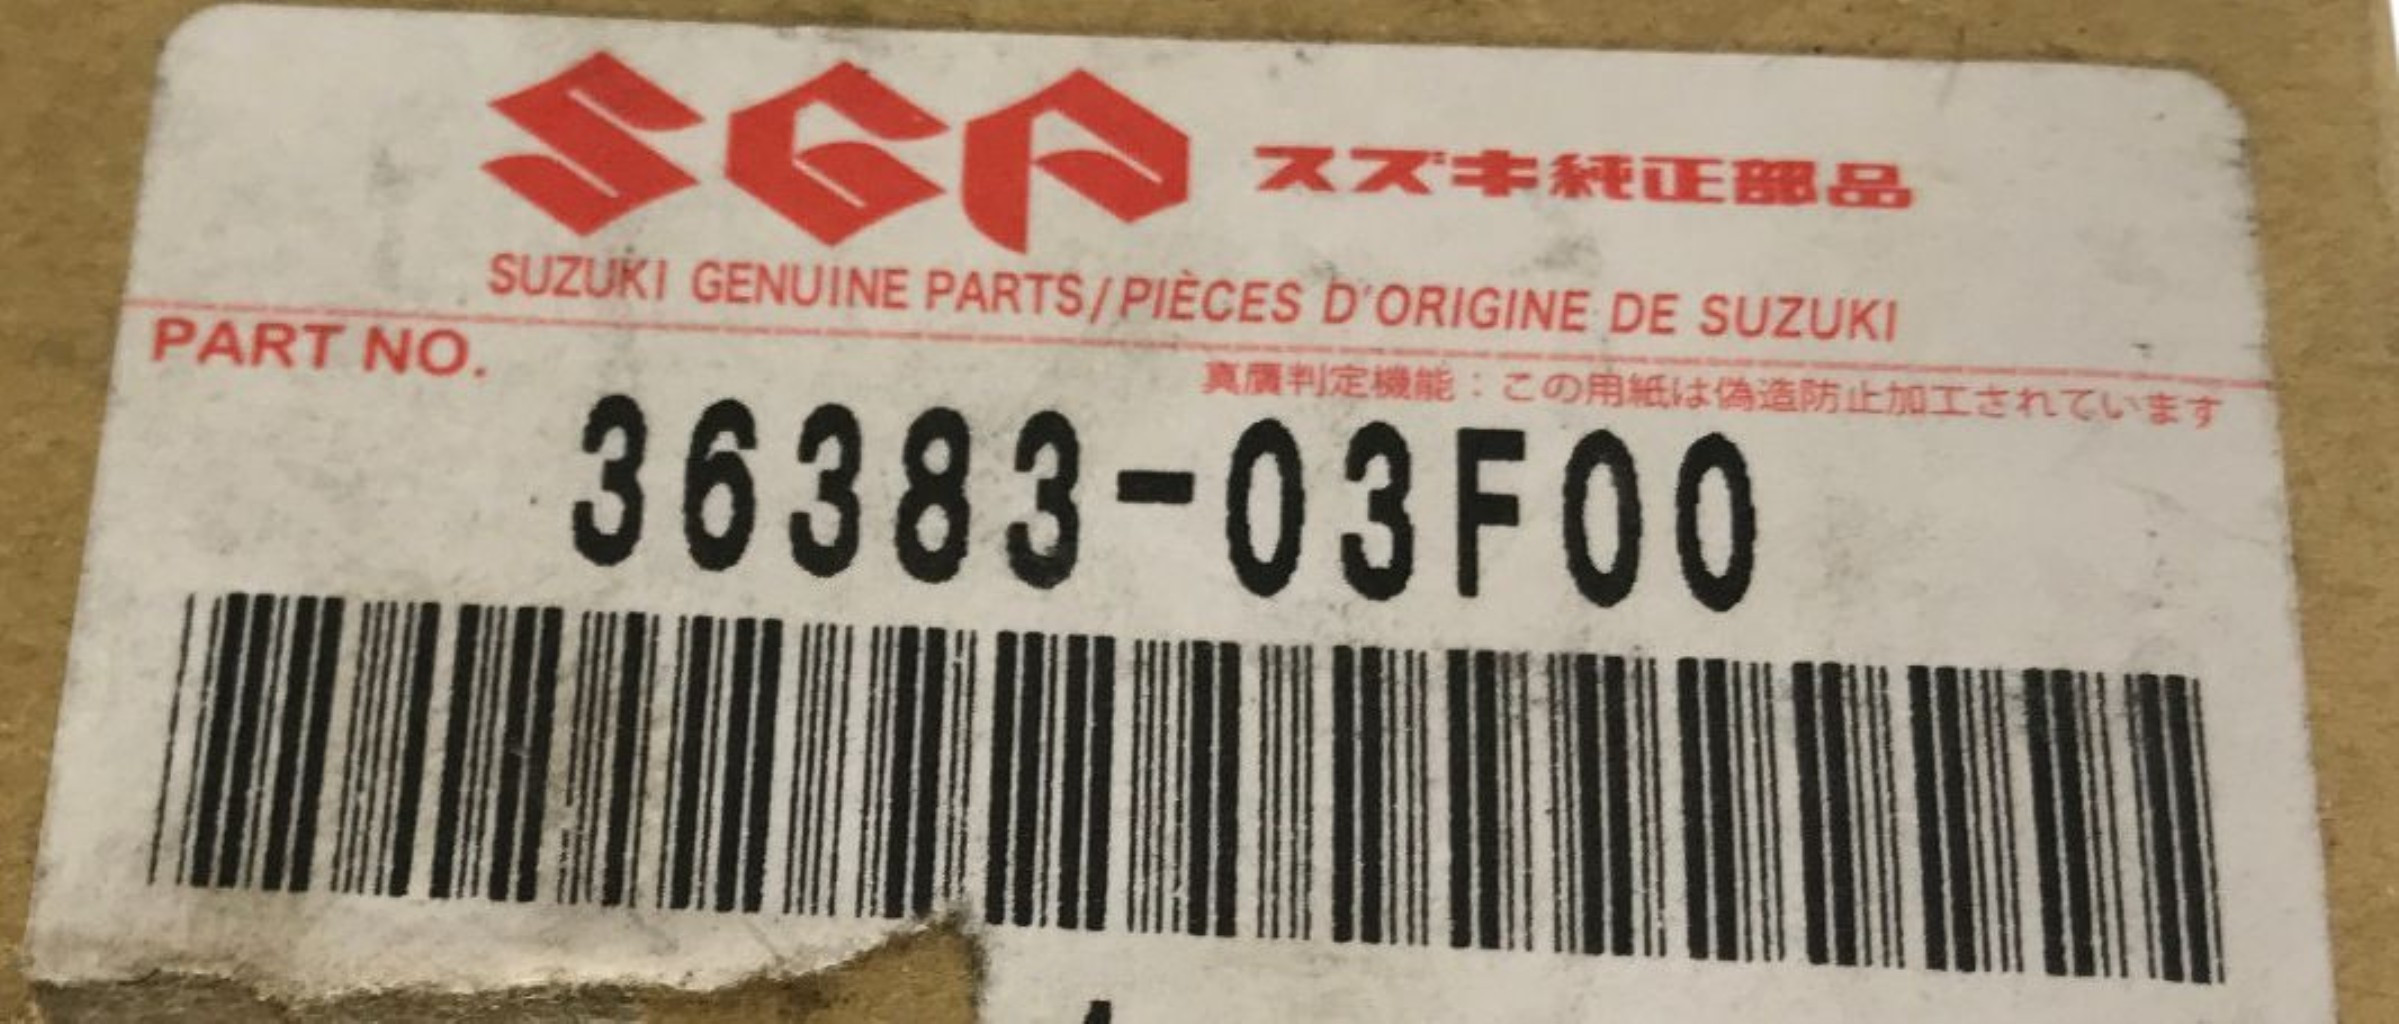 SGP スズキ純正部品
SUZUKI GENUINE PARTS/PIÈCES D'ORIGINE DE SUZUKI
PART NO.
真贋判定機能：この用紙は偽造防止加工されています
36383-03F00